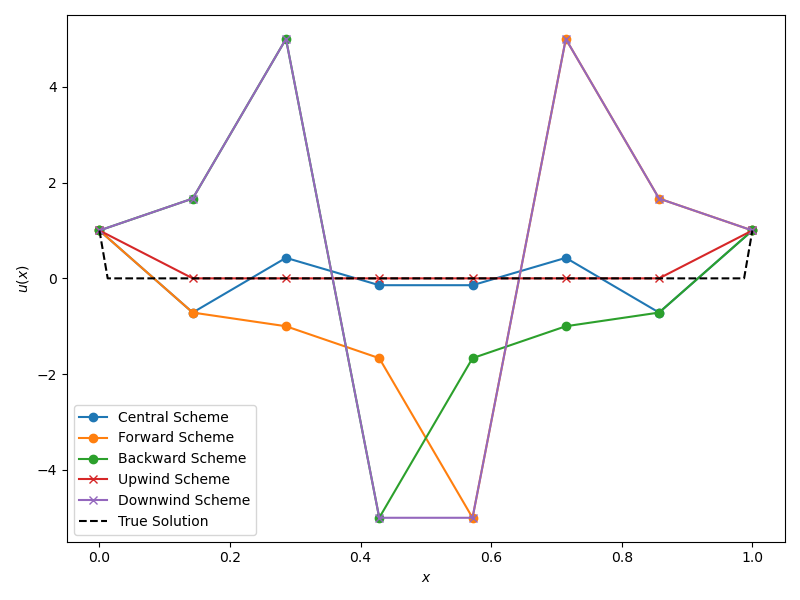 4
2
0
−2
−4
u(x)
Central Scheme
Forward Scheme
Backward Scheme
Upwind Scheme
Downwind Scheme
True Solution
0.0 0.2 0.4 0.6 0.8 1.0
x